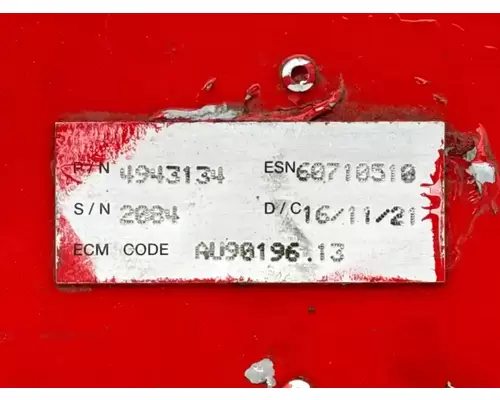 P/N 4943134 ESN 60710510
S/N 2084 D/C 16/11/21
ECM CODE AU90196.13